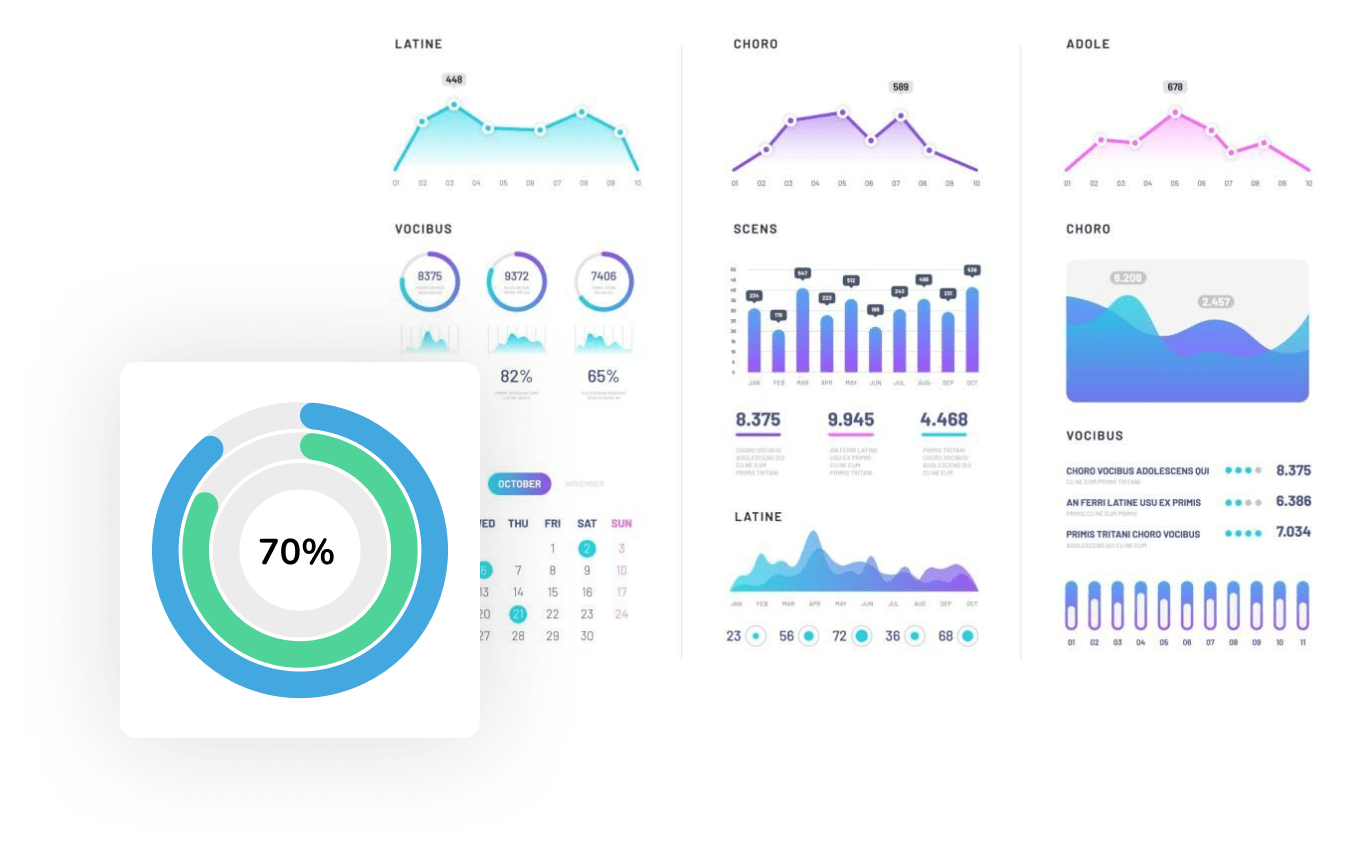 LATINE
448
01 02 03 04 05 06 07 08 09 10
VOCIBUS
8375 9372 7406
82% 65%
70%
OCTOBER NOVEMBER
THU FRI SAT SUN
1 2 3
7 8 9 10
14 15 16 17
21 22 23 24
27 28 29 30
CHORO
589
01 02 03 04 05 06 07 08 09 10
SCENS
234 547 223 512 243
JAN FEB MAR APR MAY JUN JUL AUG SEP OCT
8.375 9.945 4.468
CHORO VOCIBUS
ADOLESCENS QUI
CU NE EUM
PRIMIS TRITANI
AN FERRI LATINE
USU EX PRIMIS
CU NE EUM
PRIMIS TRITANI
PRIMIS TRITANI
CHORO VOCIBUS
ADOLESCENS QUI
CU NE EUM
LATINE
JAN FEB MAR APR MAY JUN JUL AUG SEP OCT
23 56 72 36 68
ADOLE
678
01 02 03 04 05 06 07 08 09 10
CHORO
6.208
2.457
VOCIBUS
CHORO VOCIBUS ADOLESCENS QUI 8.375
CU NE EUM PRIMIS TRITANI
AN FERRI LATINE USU EX PRIMIS 6.386
PRIMIS CU NE EUM PRIMIS
PRIMIS TRITANI CHORO VOCIBUS 7.034
ADOLESCENS QUI CU NE EUM
01 02 03 04 05 06 07 08 09 10 11